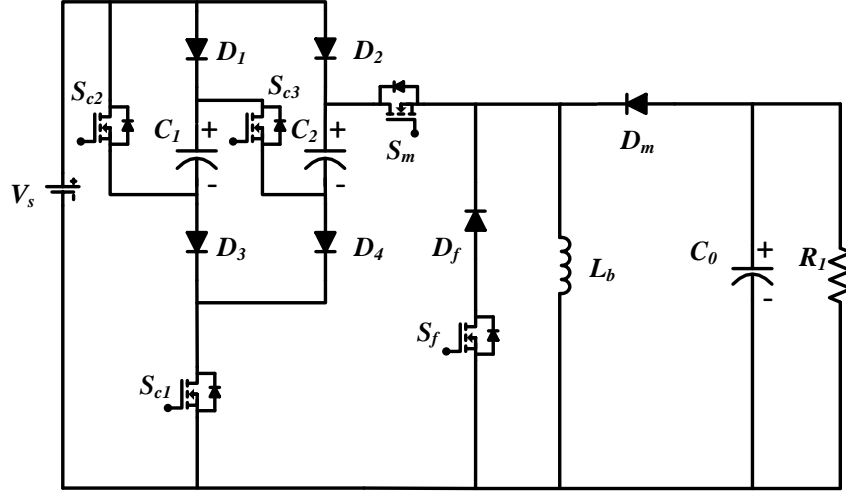 D1
D2
Sc2
Sc3
C1
+
-
C2
+
-
Sm
Dm
Vs
+
-
D3
D4
Df
Lb
C0
+
-
R1
Sf
Sc1